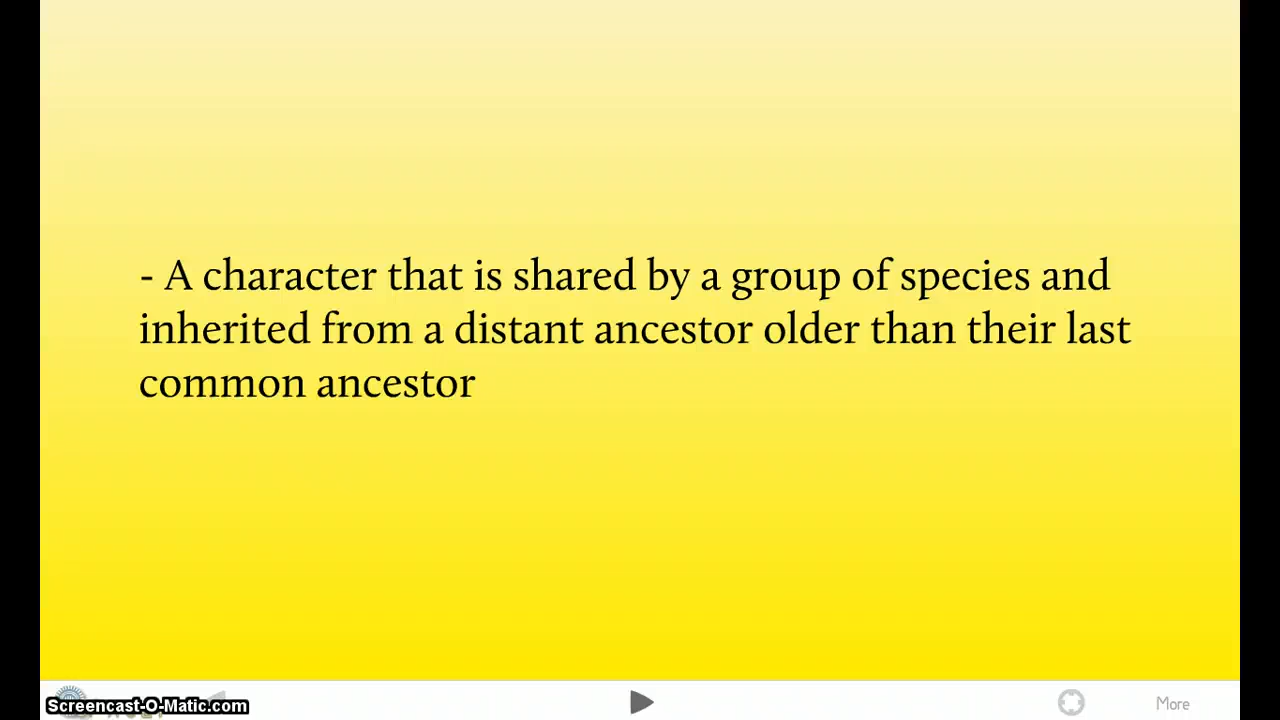 - A character that is shared by a group of species and
inherited from a distant ancestor older than their last
common ancestor
Screencast-O-Matic.com
More